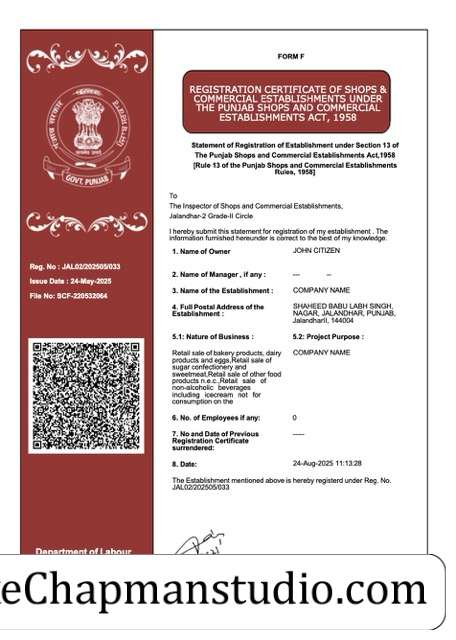 FORM F
REGISTRATION CERTIFICATE OF SHOPS &
COMMERCIAL ESTABLISHMENTS UNDER
THE PUNJAB SHOPS AND COMMERCIAL
ESTABLISHMENTS ACT, 1958
Statement of Registration of Establishment under Section 13 of
The Punjab Shops and Commercial Establishments Act,1958
[Rule 13 of the Punjab Shops and Commercial Establishments
Rules, 1958]
GOVT. PUNJAB
To
The Inspector of Shops and Commercial Establishments,
Jalandhar-2 Grade-II Circle
I hereby submit this statement for registration of my establishment . The
information furnished hereunder is correct to the best of my knowledge.
1. Name of Owner JOHN CITIZEN
2. Name of Manager , if any : --- --
3. Name of the Establishment : COMPANY NAME
4. Full Postal Address of the
Establishment :
SHAHEED BABU LABH SINGH,
NAGAR, JALANDHAR, PUNJAB,
JalandharII, 144004
5.1: Nature of Business : 5.2: Project Purpose :
Retail sale of bakery products, dairy
products and eggs,Retail sale of
sugar confectionery and
sweetmeat,Retail sale of other food
products n.e.c.,Retail sale of
non-alcoholic beverages
including icecream not for
consumption on the
COMPANY NAME
6. No. of Employees if any: 0
7. No and Date of Previous
Registration Certificate
surrendered:
-----
8. Date: 24-Aug-2025 11:13:28
The Establishment mentioned above is hereby registerd under Reg. No.
JAL02/202505/033
Reg. No : JAL02/202505/033
Issue Date : 24-May-2025
File No: SCF-220532064
Department of Labour
keChapmanstudio.com